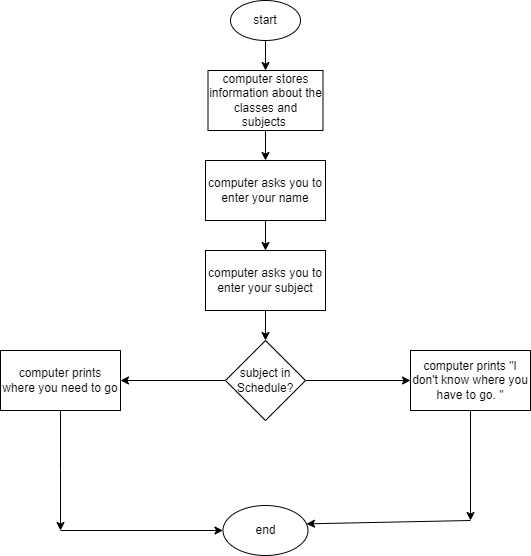 start
computer stores
information about the
classes and
subjects
computer asks you to
enter your name
computer asks you to
enter your subject
subject in
Schedule?
computer prints
where you need to go
computer prints "I
don't know where you
have to go. "
end